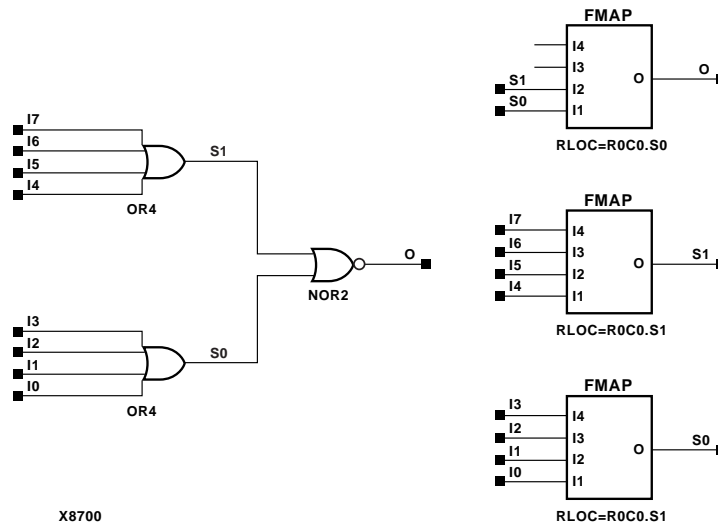 I7
I6
I5
I4
OR4
S1
I3
I2
I1
I0
OR4
S0
NOR2
O
X8700
FMAP
I4
I3
S1 I2
S0 I1
O O
RLOC=R0C0.S0
FMAP
I7 I4
I6 I3
I5 I2
I4 I1
O S1
RLOC=R0C0.S1
FMAP
I3 I4
I2 I3
I1 I2
I0 I1
O S0
RLOC=R0C0.S1